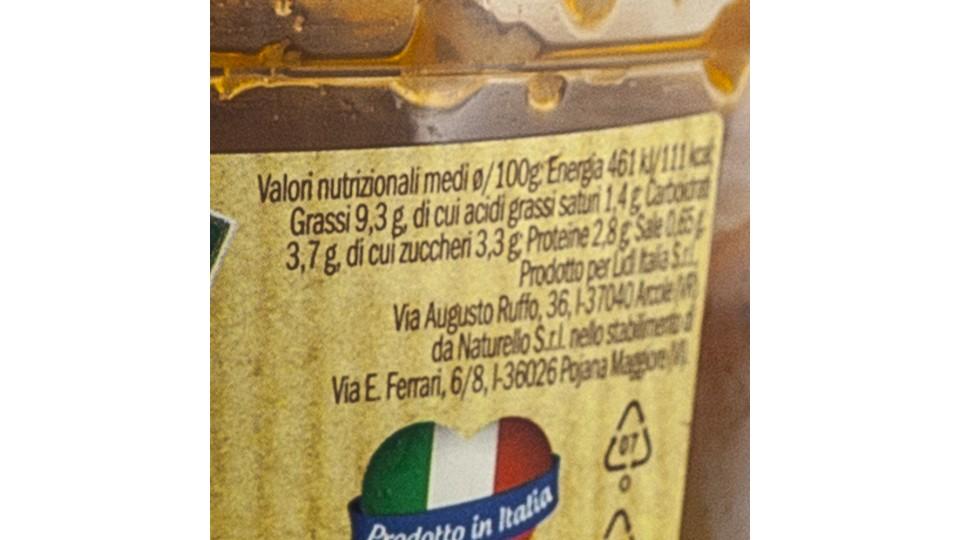 Valori nutrizionali medi ø/100g: Energia 461 kJ/111 kcal
Grassi 9,3 g, di cui acidi grassi saturi 1,4 g, Carboidrati
3,7 g, di cui zuccheri 3,3 g, Proteine 2,8 g, Sale 0,65 g.
Prodotto per Lidl Italia S.r.l.,
Via Augusto Ruffo, 36, I-37040 Arcole (VR)
da Naturello S.r.l. nello stabilimento di
Via E. Ferrari, 6/8, I-36026 Pojana Maggiore (VI).
07
Prodotto in Italia